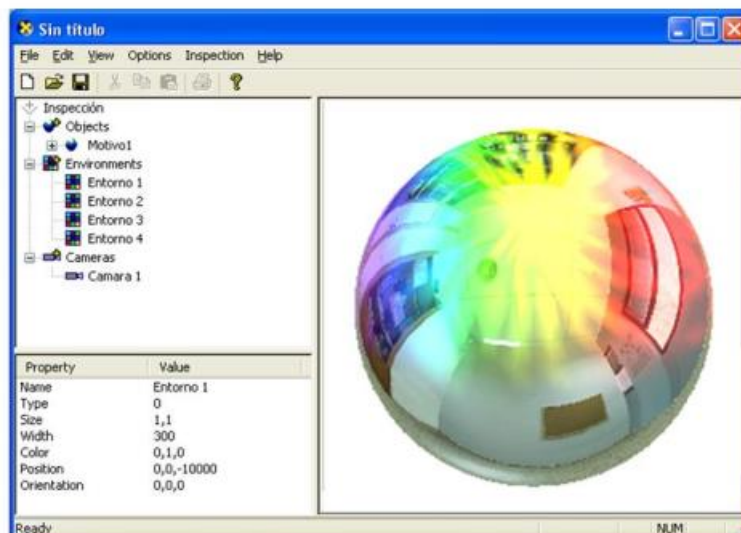 Sin título
File Edit View Options Inspection Help
Inspección
Objects
Motivo1
Environments
Entorno 1
Entorno 2
Entorno 3
Entorno 4
Cameras
Camara 1
Property Value
Name Entorno 1
Type 0
Size 1,1
Width 300
Color 0,1,0
Position 0,0,-10000
Orientation 0,0,0
Ready NUM